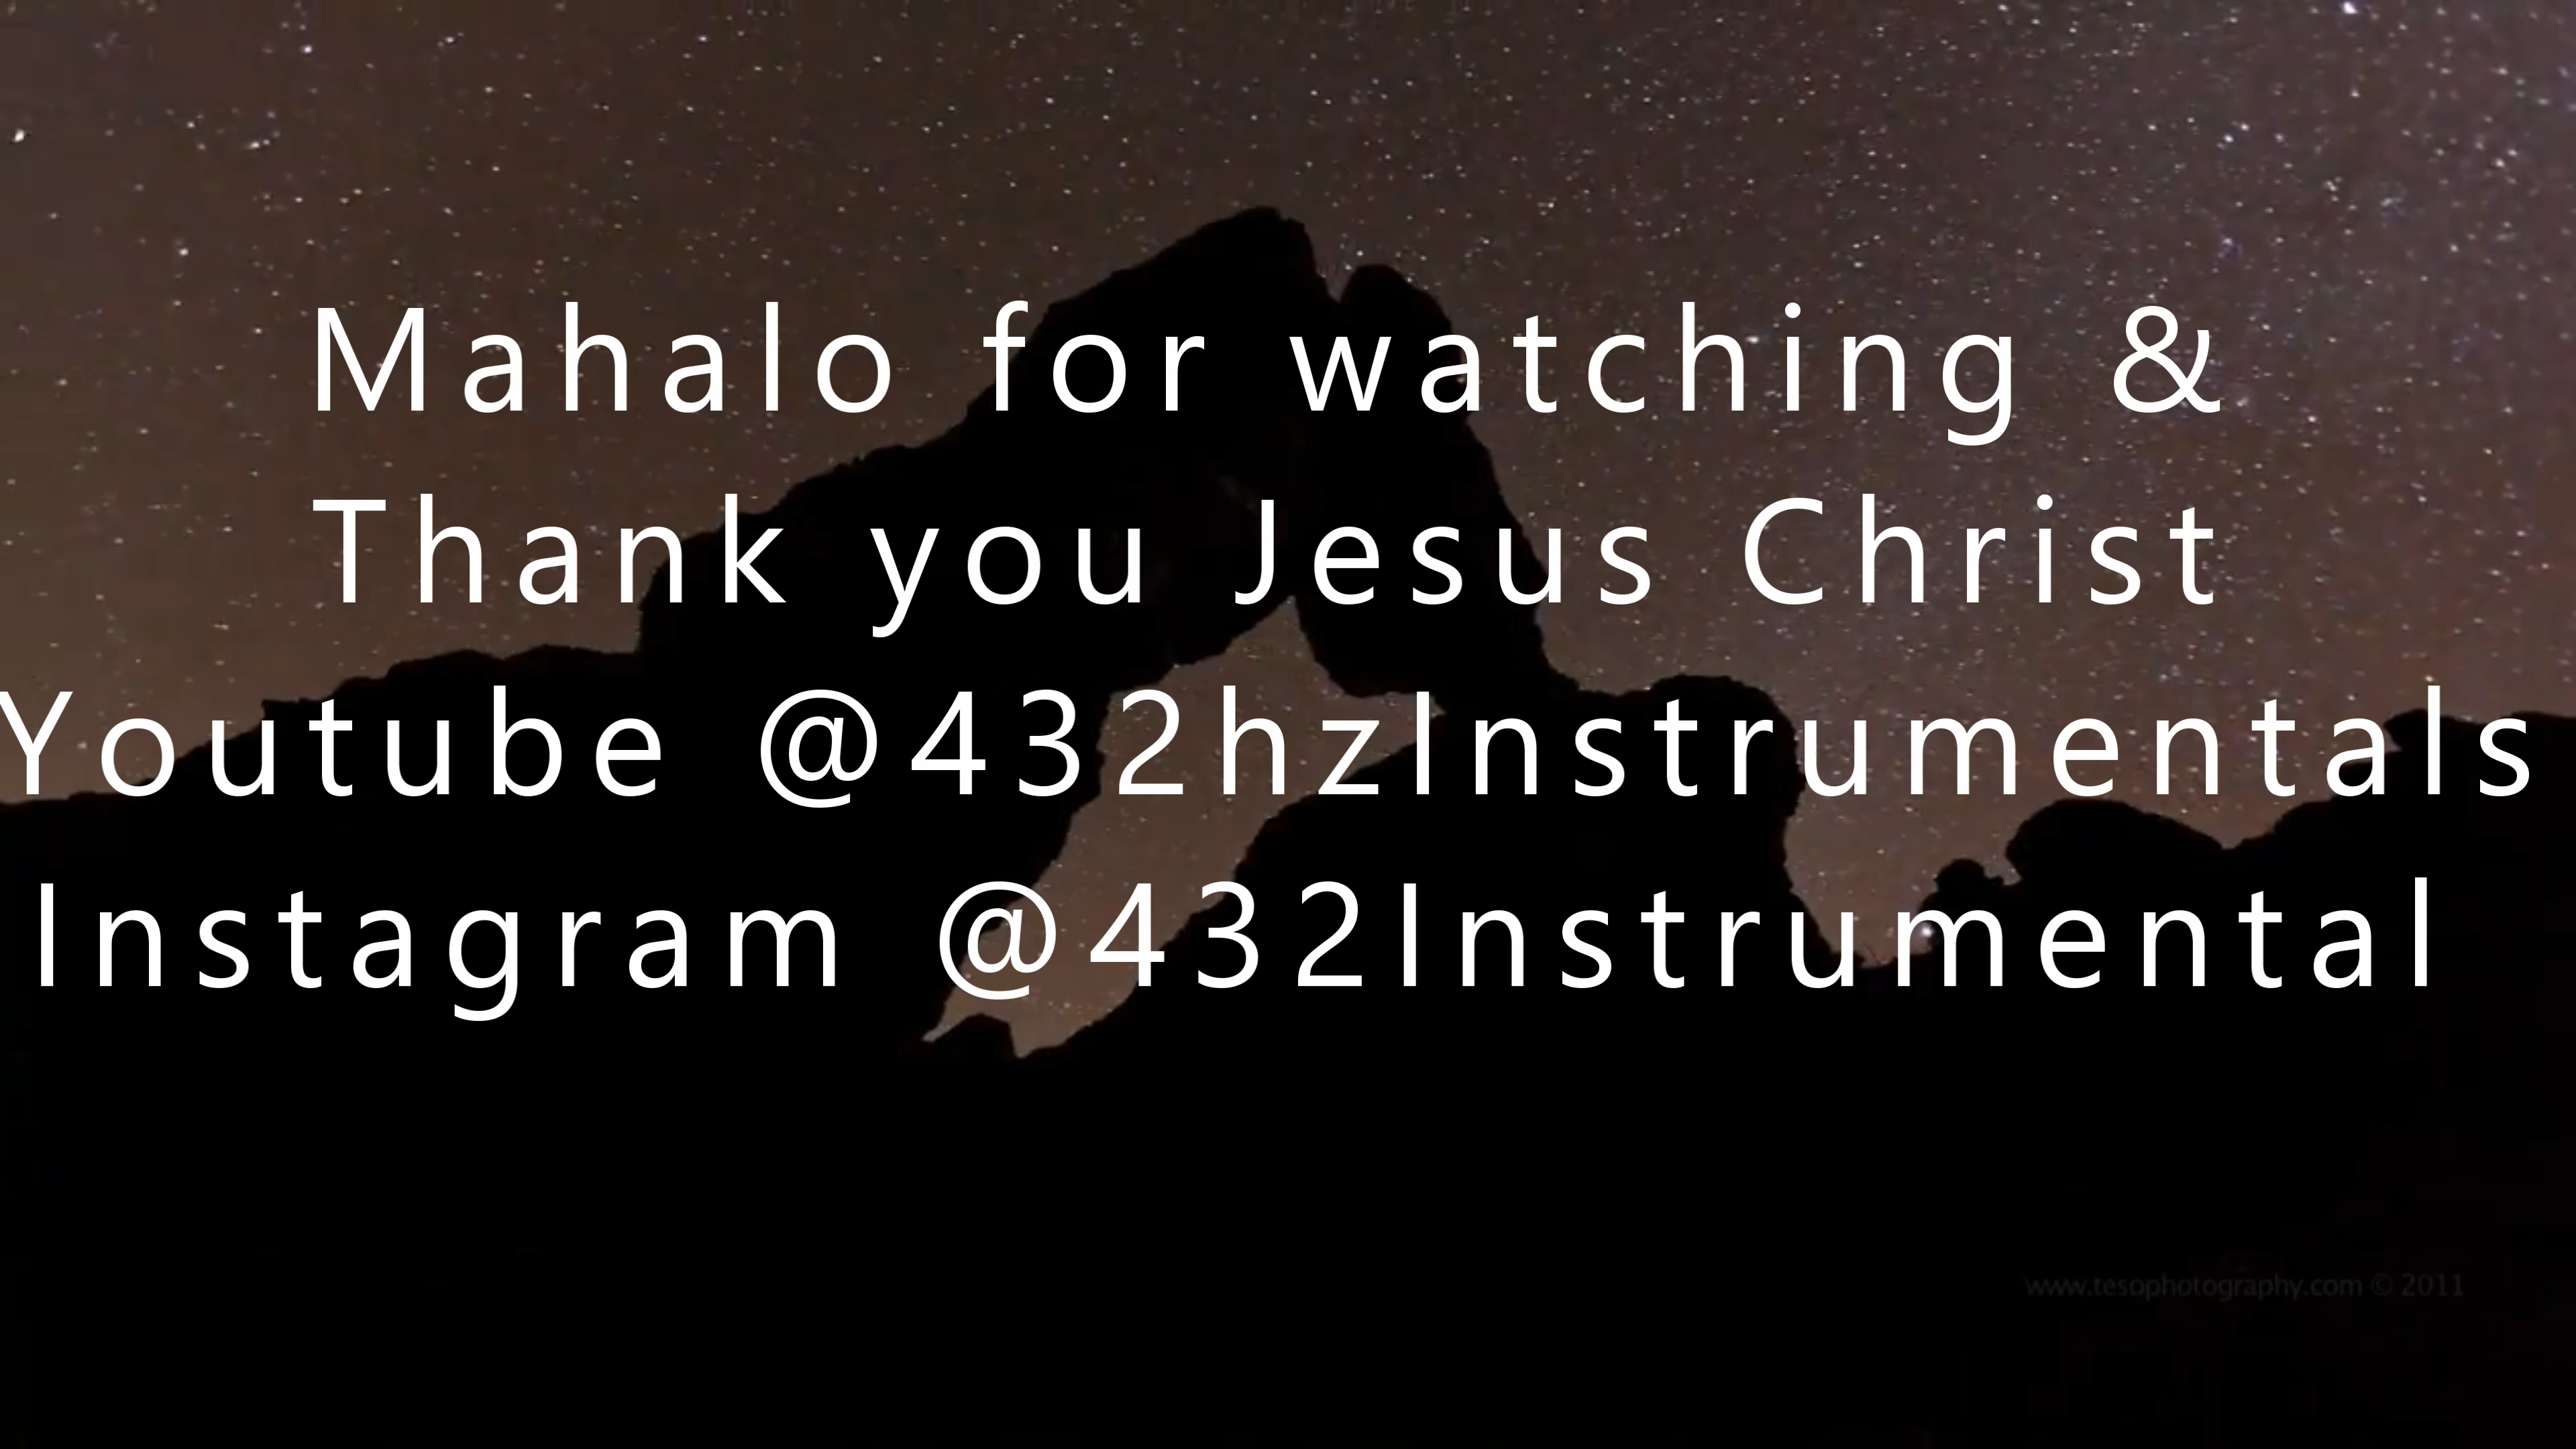 Mahalo for watching &
Thank you Jesus Christ
Youtube @432hzInstrumentals
Instagram @432Instrumental
www.tesophotography.com © 2011